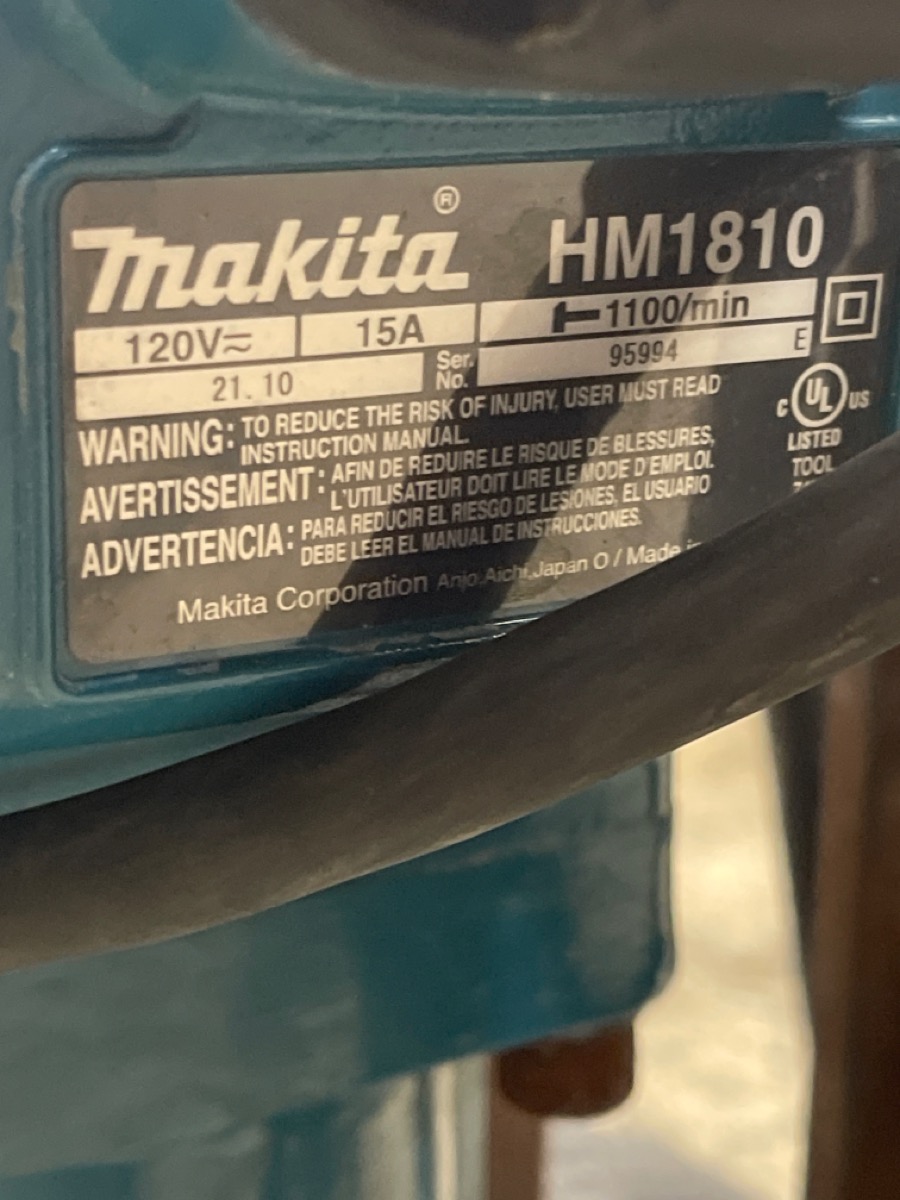 makita® HM1810
120V 15A 1100/min
21. 10 Ser. No. 95994 E
WARNING: TO REDUCE THE RISK OF INJURY, USER MUST READ
INSTRUCTION MANUAL.
AVERTISSEMENT: AFIN DE REDUIRE LE RISQUE DE BLESSURES,
L'UTILISATEUR DOIT LIRE LE MODE D'EMPLOI.
ADVERTENCIA: PARA REDUCIR EL RIESGO DE LESIONES, EL USUARIO
DEBE LEER EL MANUAL DE INSTRUCCIONES.
C UL US
LISTED
TOOL
Makita Corporation Anjo, Aichi, Japan O / Made